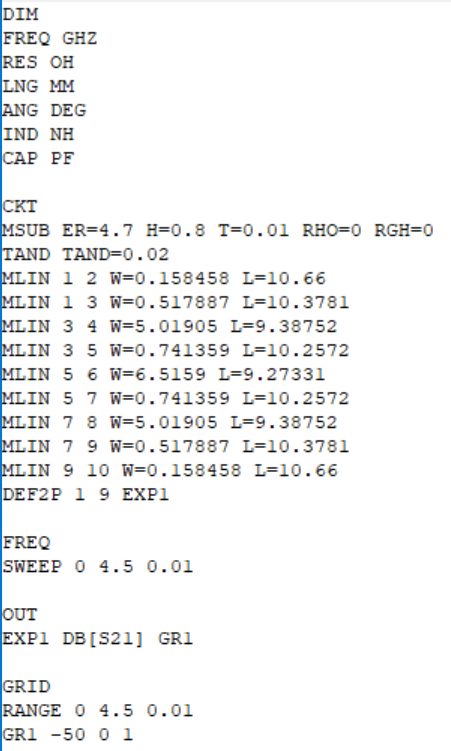 DIM
FREQ GHZ
RES OH
LNG MM
ANG DEG
IND NH
CAP PF
CKT
MSUB ER=4.7 H=0.8 T=0.01 RHO=0 RGH=0
TAND TAND=0.02
MLIN 1 2 W=0.158458 L=10.66
MLIN 1 3 W=0.517887 L=10.3781
MLIN 3 4 W=5.01905 L=9.38752
MLIN 3 5 W=0.741359 L=10.2572
MLIN 5 6 W=6.5159 L=9.27331
MLIN 5 7 W=0.741359 L=10.2572
MLIN 7 8 W=5.01905 L=9.38752
MLIN 7 9 W=0.517887 L=10.3781
MLIN 9 10 W=0.158458 L=10.66
DEF2P 1 9 EXP1
FREQ
SWEEP 0 4.5 0.01
OUT
EXP1 DB[S21] GR1
GRID
RANGE 0 4.5 0.01
GR1 -50 0 1